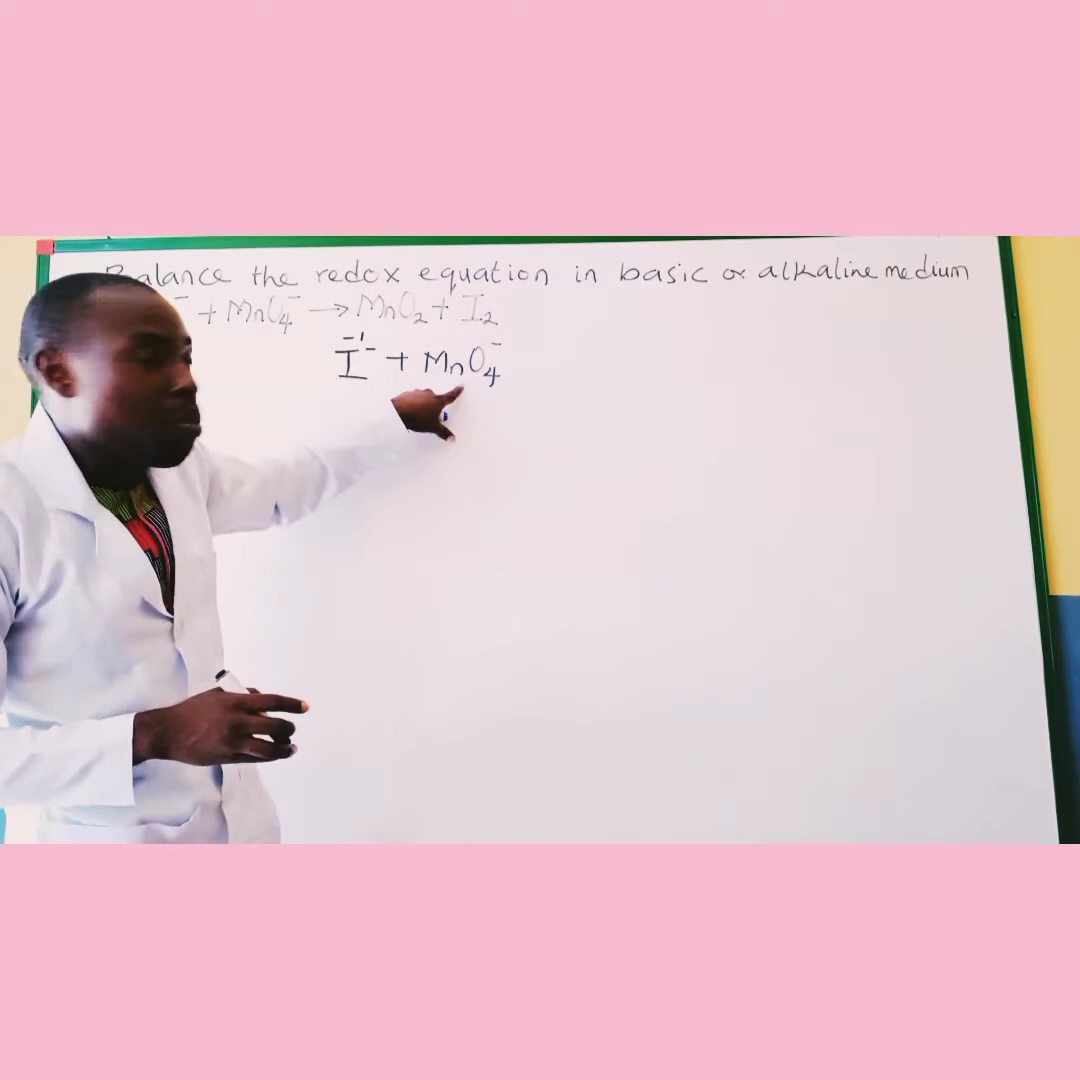 Balance the redox equation in basic or alkaline medium
⁻ + MnO₄⁻ → MnO₂ + I₂
-1
I⁻ + MnO₄⁻